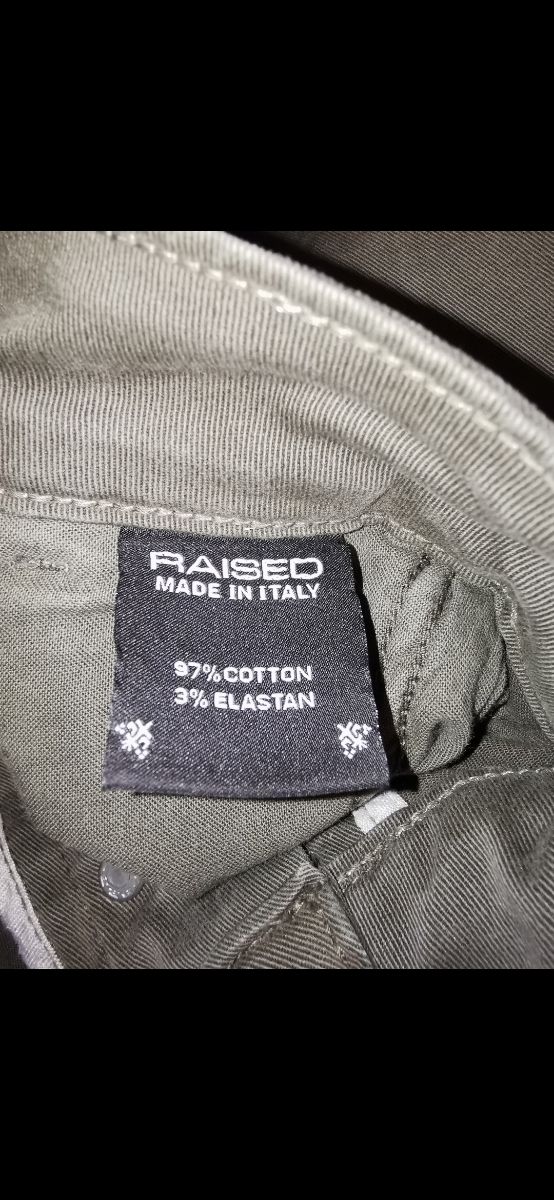 RAISED
MADE IN ITALY
97% COTTON
3% ELASTAN